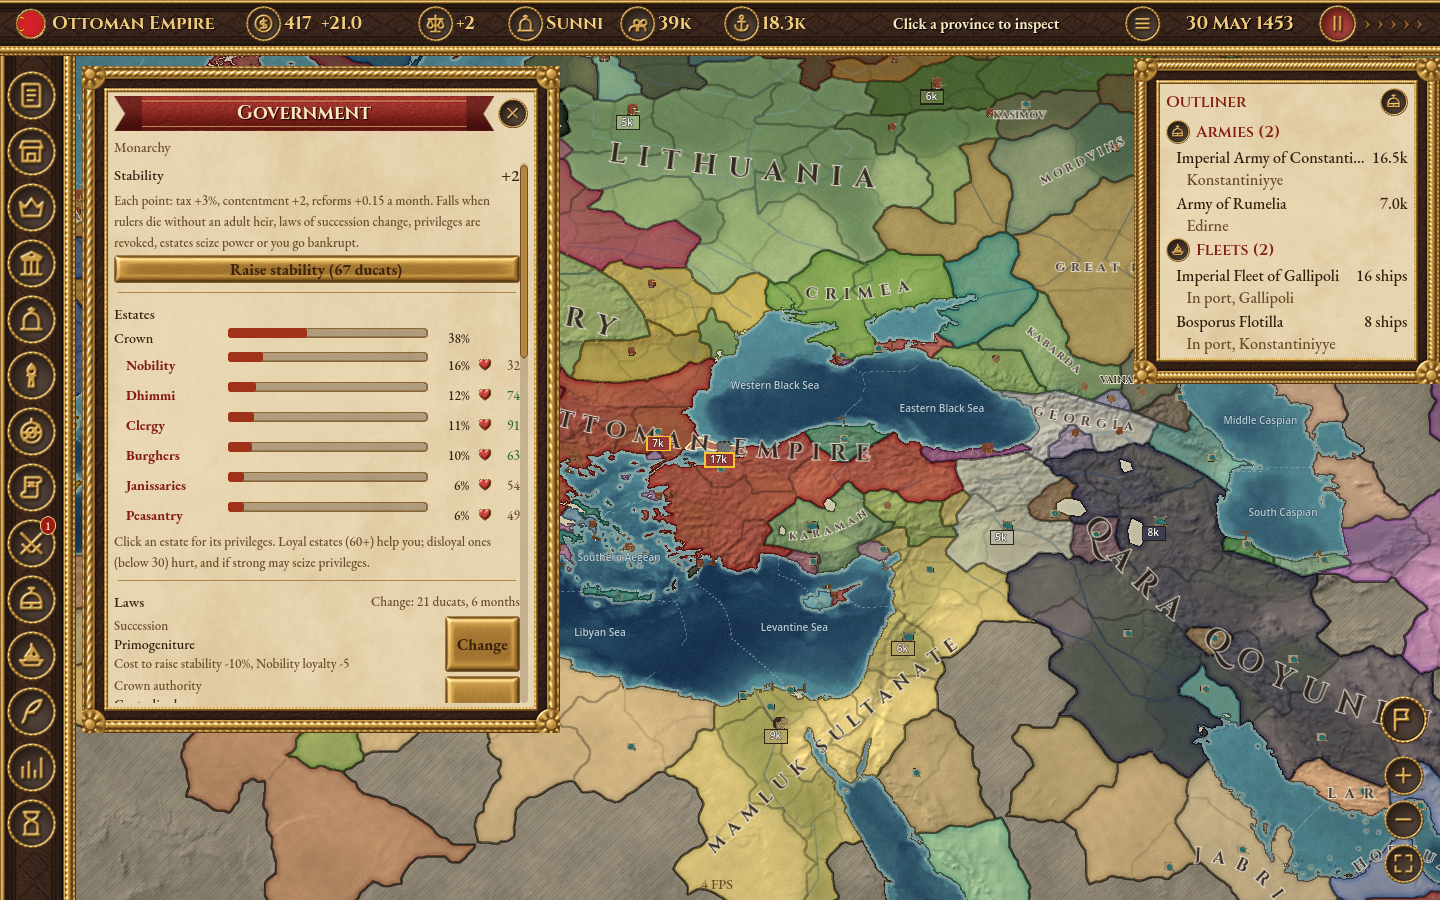 OTTOMAN EMPIRE 417 +21.0 +2 SUNNI 39K 18.3K Click a province to inspect 30 MAY 1453
GOVERNMENT
Monarchy
Stability +2
Each point: tax +3%, contentment +2, reforms +0.15 a month. Falls when
rulers die without an adult heir, laws of succession change, privileges are
revoked, estates seize power or you go bankrupt.
Raise stability (67 ducats)
Estates
Crown 38%
Nobility 16% 32
Dhimmi 12% 74
Clergy 11% 91
Burghers 10% 63
Janissaries 6% 54
Peasantry 6% 49
Click an estate for its privileges. Loyal estates (60+) help you; disloyal ones
(below 30) hurt, and if strong may seize privileges.
Laws Change: 21 ducats, 6 months
Succession
Primogeniture
Cost to raise stability -10%, Nobility loyalty -5
Change
Crown authority
1
OUTLINER
ARMIES (2)
Imperial Army of Constanti... 16.5k
Konstantiniyye
Army of Rumelia 7.0k
Edirne
FLEETS (2)
Imperial Fleet of Gallipoli 16 ships
In port, Gallipoli
Bosporus Flotilla 8 ships
In port, Konstantiniyye
6k
5k
KASIMOV
LITHUANIA
MORDVINS
GREAT
CRIMEA
RY
KABARDA
Western Black Sea
Eastern Black Sea
GEORGIA
Middle Caspian
TTOMAN EMPIRE
7k
17k
KARAMAN
South Caspian
5k
8k
Southern Aegean
QARA QOYUN
Libyan Sea
Levantine Sea
6k
MAMLUK SULTANATE
9k
LAR
JABRI
4 FPS